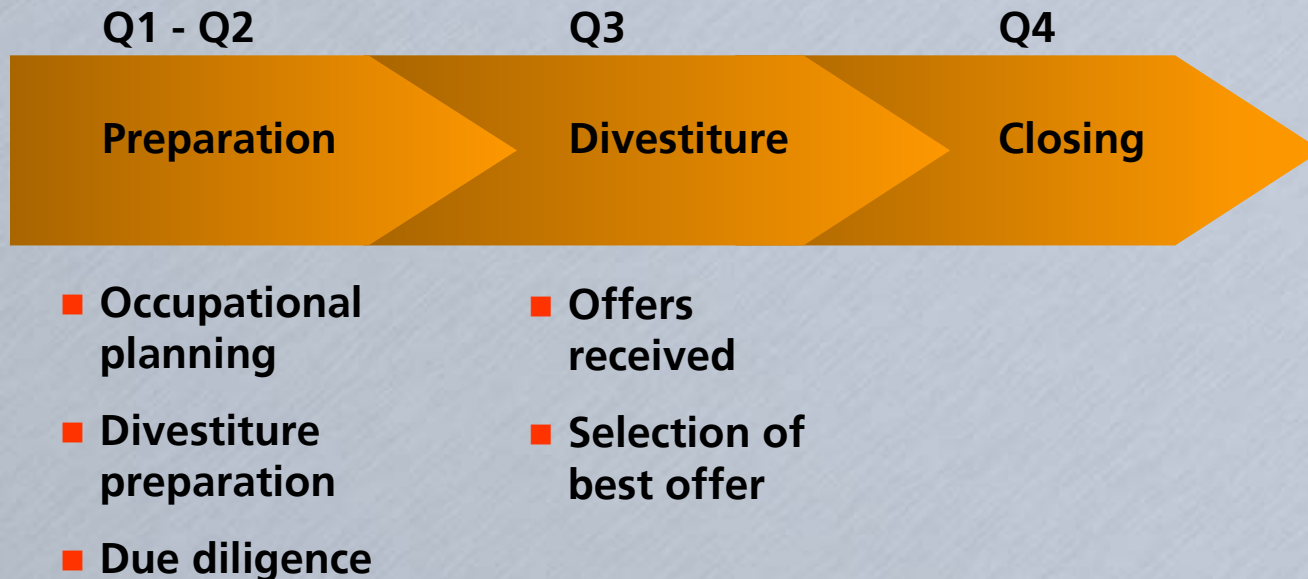 Q1 - Q2
Q3
Q4
Preparation
Divestiture
Closing
Occupational
planning
Divestiture
preparation
Due diligence
Offers
received
Selection of
best offer